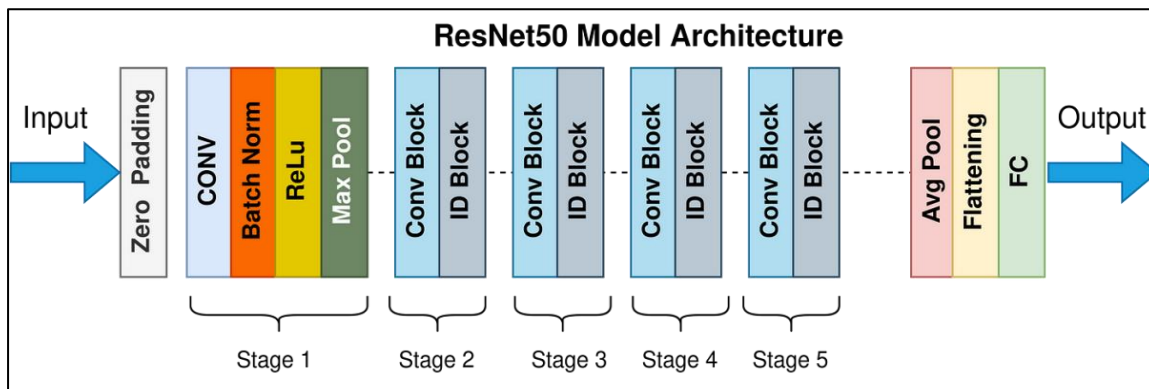 ResNet50 Model Architecture
Input
Zero Padding
CONV
Batch Norm
ReLu
Max Pool
Conv Block
ID Block
Conv Block
ID Block
Conv Block
ID Block
Conv Block
ID Block
Avg Pool
Flattening
FC
Output
Stage 1
Stage 2
Stage 3
Stage 4
Stage 5